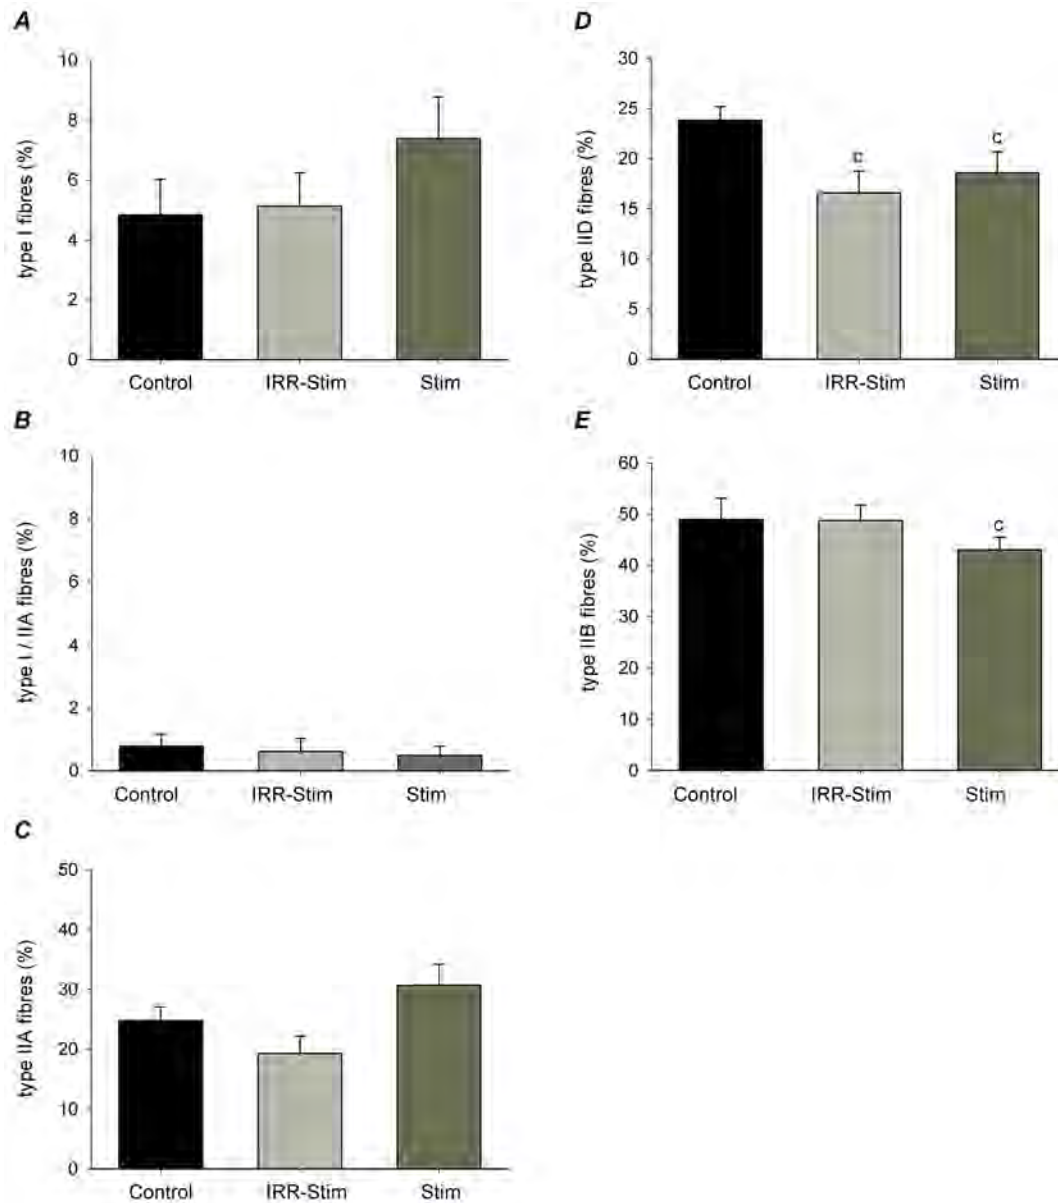 A
type I fibres (%)
10
8
6
4
2
0
Control IRR-Stim Stim
B
type I / IIA fibres (%)
10
8
6
4
2
0
Control IRR-Stim Stim
C
type IIA fibres (%)
50
40
30
20
10
0
Control IRR-Stim Stim
D
type IID fibres (%)
30
25
20
15
10
5
0
c
c
Control IRR-Stim Stim
E
type IIB fibres (%)
60
50
40
30
20
10
0
c
Control IRR-Stim Stim